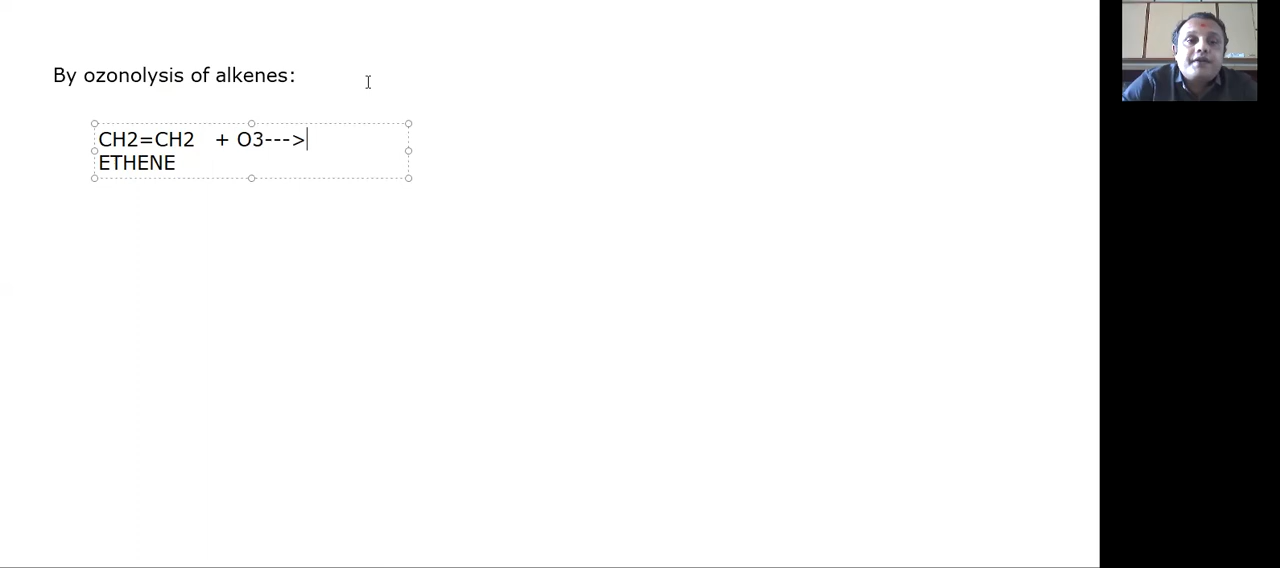 By ozonolysis of alkenes:
CH2=CH2 + O3--->
ETHENE